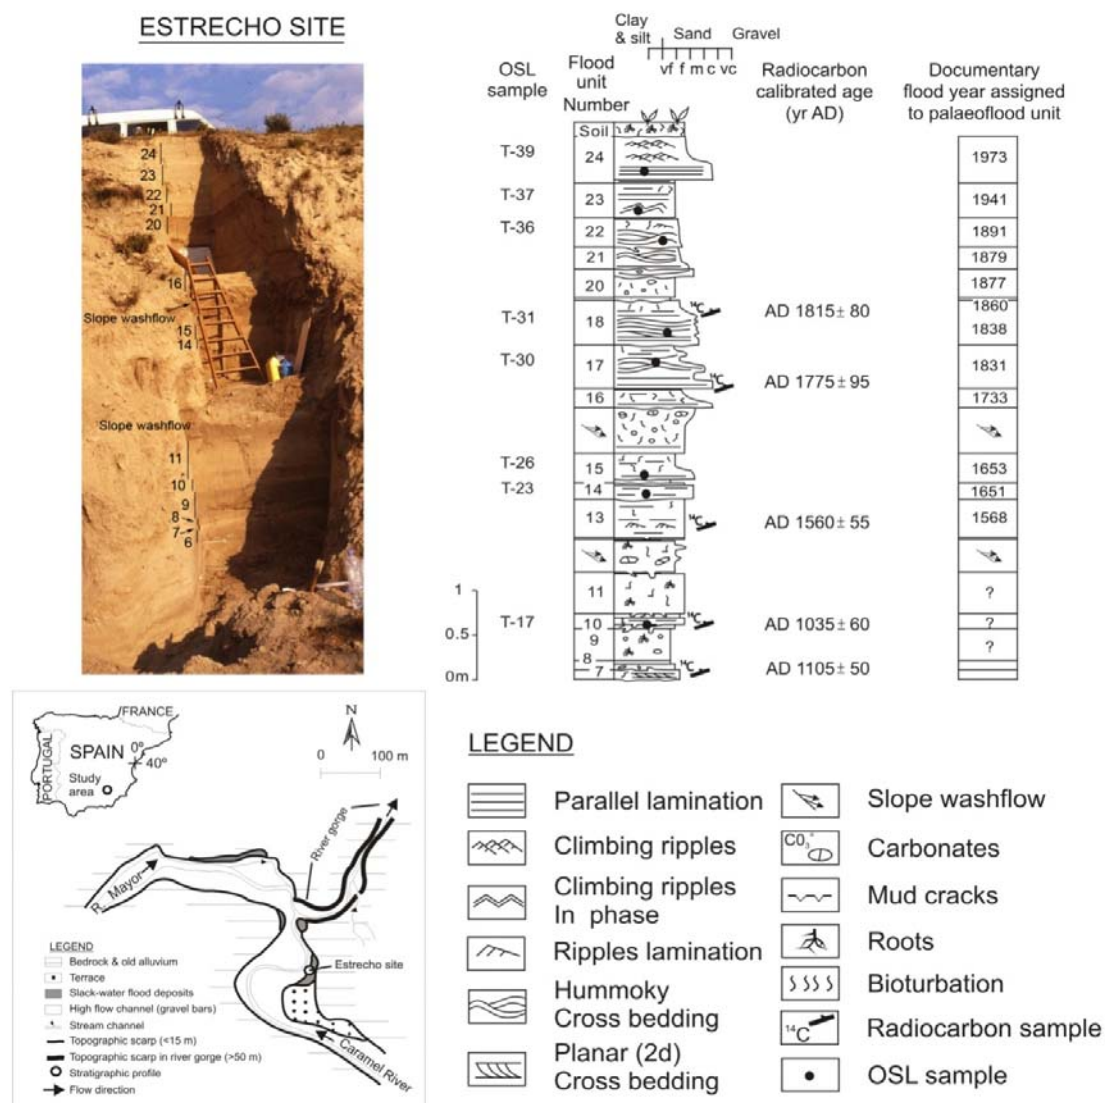 ESTRECHO SITE
24
23
22
21
20
16
Slope washflow
15
14
Slope washflow
11
10
9
8
7
6
Clay
& silt
Sand
Gravel
vf f m c vc
OSL
sample
Flood
unit
Number
Radiocarbon
calibrated age
(yr AD)
Documentary
flood year assigned
to palaeoflood unit
Soil
T-39
24
1973
T-37
23
1941
T-36
22
1891
21
1879
20
1877
14C
1860
T-31
18
AD 1815± 80
1838
T-30
17
1831
14C
AD 1775± 95
16
1733
T-26
15
1653
T-23
14
1651
13
14C
AD 1560± 55
1568
11
?
T-17
10
14C
AD 1035± 60
?
9
?
8
7
14C
AD 1105± 50
1
0.5
0m
FRANCE
PORTUGAL
SPAIN
0°
40°
Study
area
N
0
100 m
River gorge
R. Mayor
Estrecho site
Caramel River
LEGEND
Bedrock & old alluvium
Terrace
Slack-water flood deposits
High flow channel (gravel bars)
Stream channel
Topographic scarp (<15 m)
Topographic scarp in river gorge (>50 m)
Stratigraphic profile
Flow direction
LEGEND
Parallel lamination
Climbing ripples
Climbing ripples
In phase
Ripples lamination
Hummoky
Cross bedding
Planar (2d)
Cross bedding
Slope washflow
C03=
Carbonates
Mud cracks
Roots
Bioturbation
14C
Radiocarbon sample
OSL sample